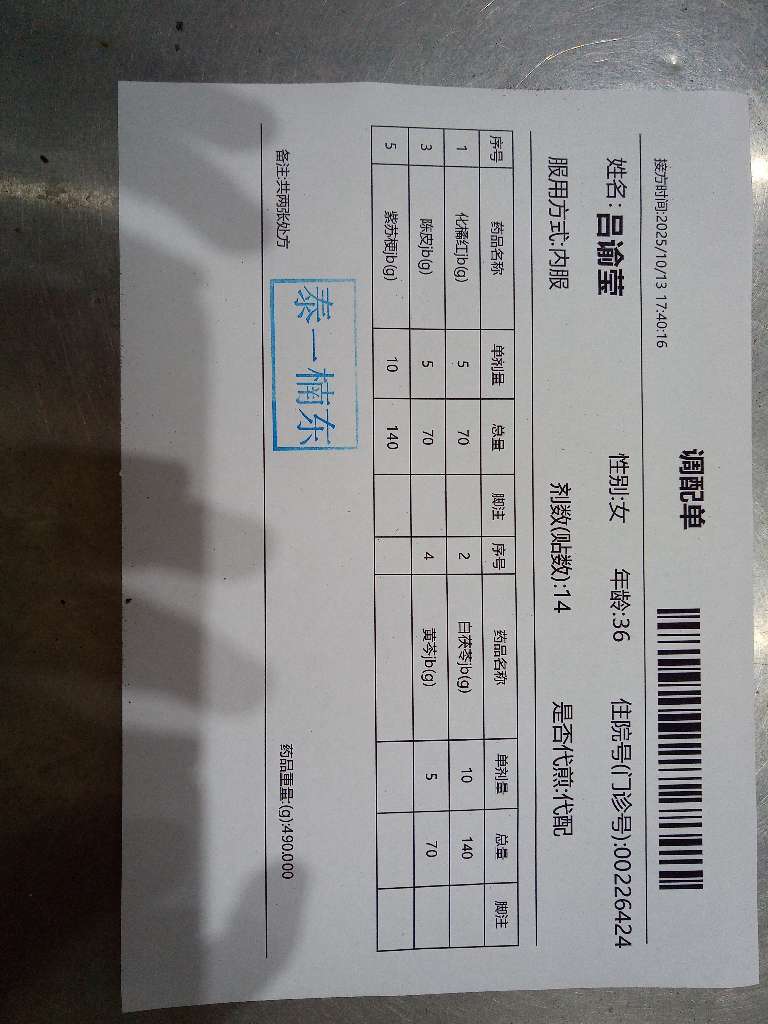 调配单
接方时间:2025/10/13 17:40:16
姓名: 吕谕莹 性别:女 年龄:36 住院号(门诊号):00226424
服用方式:内服 剂数(贴数):14 是否代煎:代配
序号 药品名称 单剂量 总量 脚注 序号 药品名称 单剂量 总量 脚注
1 化橘红jb(g) 5 70 2 白茯苓jb(g) 10 140
3 陈皮jb(g) 5 70 4 黄芩jb(g) 5 70
5 紫苏梗jb(g) 10 140
备注:共两张处方 药品重量:(g):490.000
泰一楠东